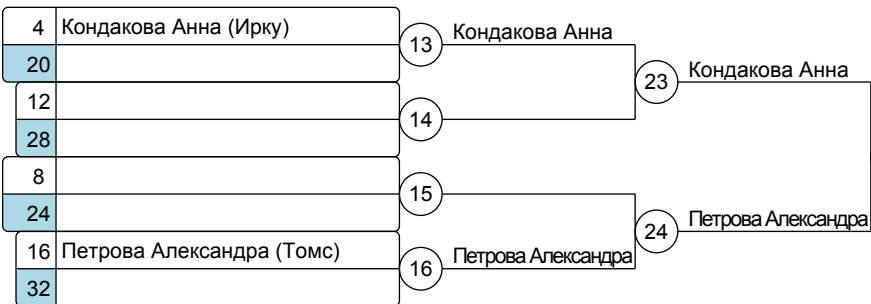 4 Кондакова Анна (Ирку)
13 Кондакова Анна
20
23 Кондакова Анна
12
14
28
8
15
24
24 Петрова Александра
16 Петрова Александра (Томс)
16 Петрова Александра
32